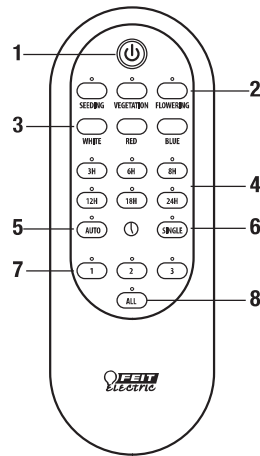 1
SEEDING VEGETATION FLOWERING 2
3
WHITE RED BLUE
3H 6H 8H
4
12H 18H 24H
5 AUTO SINGLE 6
7 1 2 3
ALL 8
FEIT
ELECTRIC